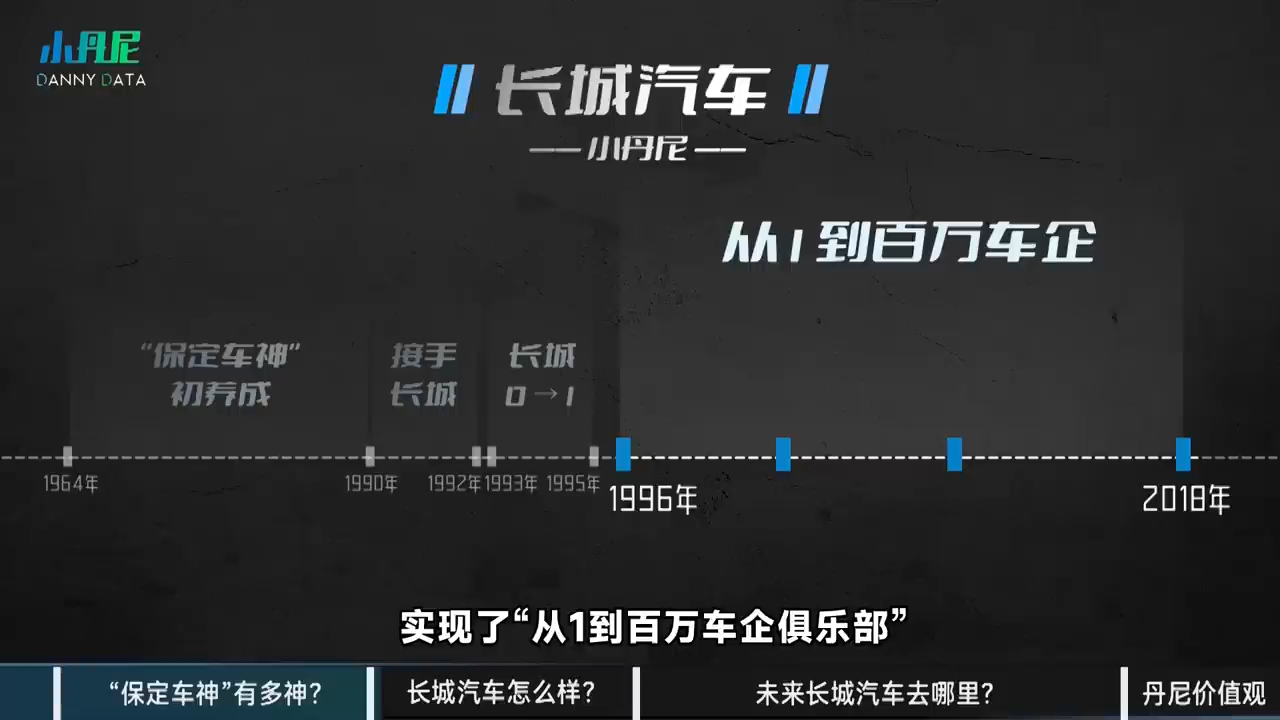 小丹尼
DANNY DATA
长城汽车
小丹尼
从1到百万车企
“保定车神”
初养成
接手
长城
长城
0→1
1964年
1990年
1992年
1993年
1995年
1996年
2018年
实现了“从1到百万车企俱乐部”
“保定车神”有多神?
长城汽车怎么样?
未来长城汽车去哪里?
丹尼价值观